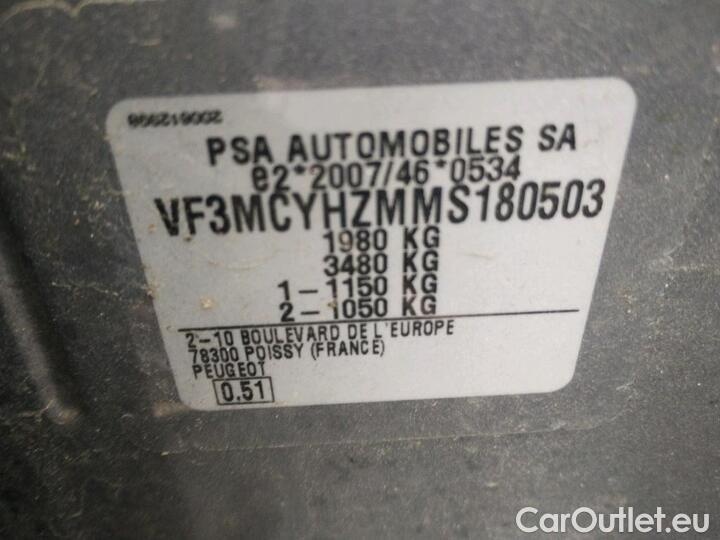 200612998
PSA AUTOMOBILES SA
e2*2007/46*0534
VF3MCYHZMMS180503
1980 KG
3480 KG
1-1150 KG
2-1050 KG
2-10 BOULEVARD DE L'EUROPE
78300 POISSY (FRANCE)
PEUGEOT
0.51
CarOutlet.eu